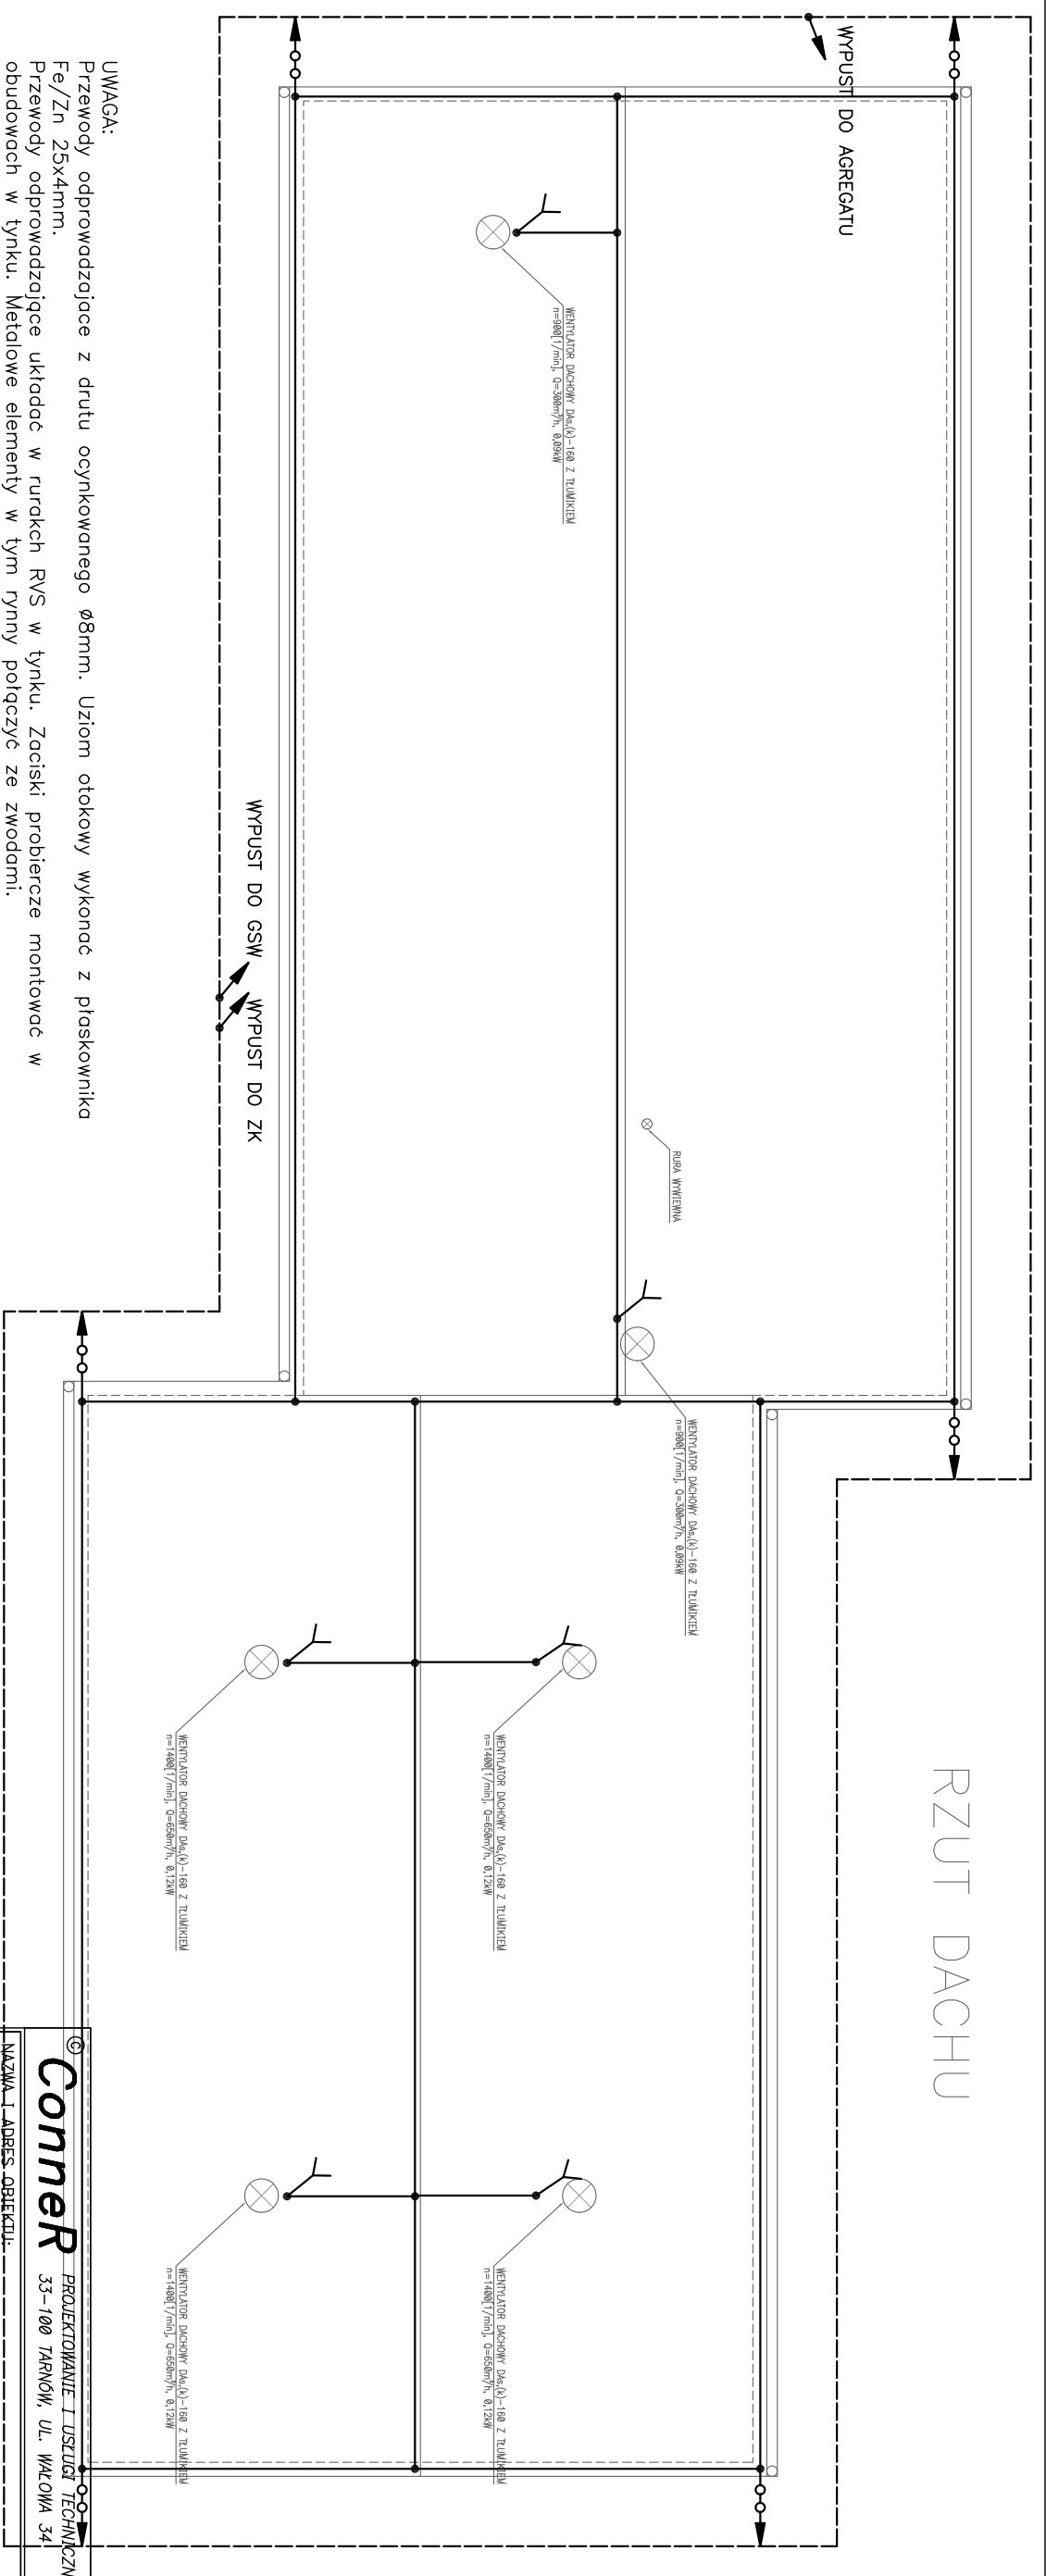 RZUT DACHU
WYPUST DO AGREGATU
WENTYLATOR DACHOWY DAs,(k)-160 Z TŁUMIKIEM
n=900[1/min], Q=300m³/h, 0,09kW
RURA WYWIEWNA
WENTYLATOR DACHOWY DAs,(k)-160 Z TŁUMIKIEM
n=900[1/min], Q=300m³/h, 0,09kW
WENTYLATOR DACHOWY DAs,(k)-160 Z TŁUMIKIEM
n=1400[1/min], Q=650m³/h, 0,12kW
WENTYLATOR DACHOWY DAs,(k)-160 Z TŁUMIKIEM
n=1400[1/min], Q=650m³/h, 0,12kW
WENTYLATOR DACHOWY DAs,(k)-160 Z TŁUMIKIEM
n=1400[1/min], Q=650m³/h, 0,12kW
WENTYLATOR DACHOWY DAs,(k)-160 Z TŁUMIKIEM
n=1400[1/min], Q=650m³/h, 0,12kW
WYPUST DO GSW
WYPUST DO ZK
UWAGA:
Przewody odprowadzajace z drutu ocynkowanego Ø8mm. Uziom otokowy wykonać z płaskownika
Fe/Zn 25x4mm.
Przewody odprowadzające układać w rurakch RVS w tynku. Zaciski probiercze montować w
obudowach w tynku. Metalowe elementy w tym rynny połączyć ze zwodami.
© ConneR
PROJEKTOWANIE I USŁUGI TECHNICZN
33-100 TARNÓW, UL. WAŁOWA 34
NAZWA I ADRES OBIEKTU: